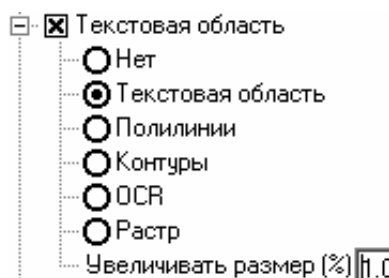 Текстовая область
Нет
Текстовая область
Полилинии
Контуры
OCR
Растр
Увеличивать размер (%)